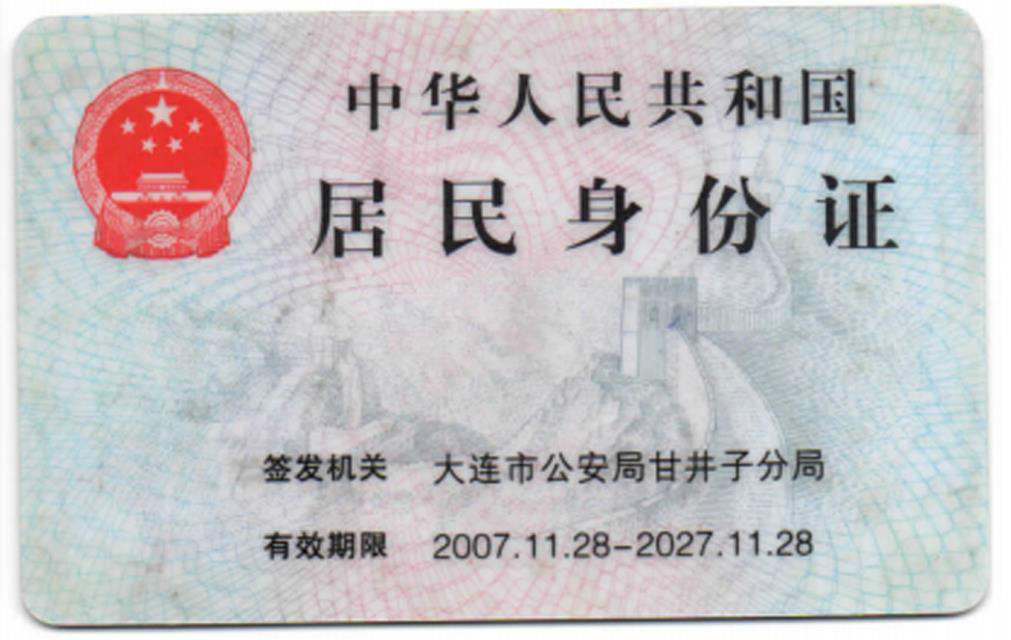 中华人民共和国
居民身份证
签发机关 大连市公安局甘井子分局
有效期限 2007.11.28-2027.11.28